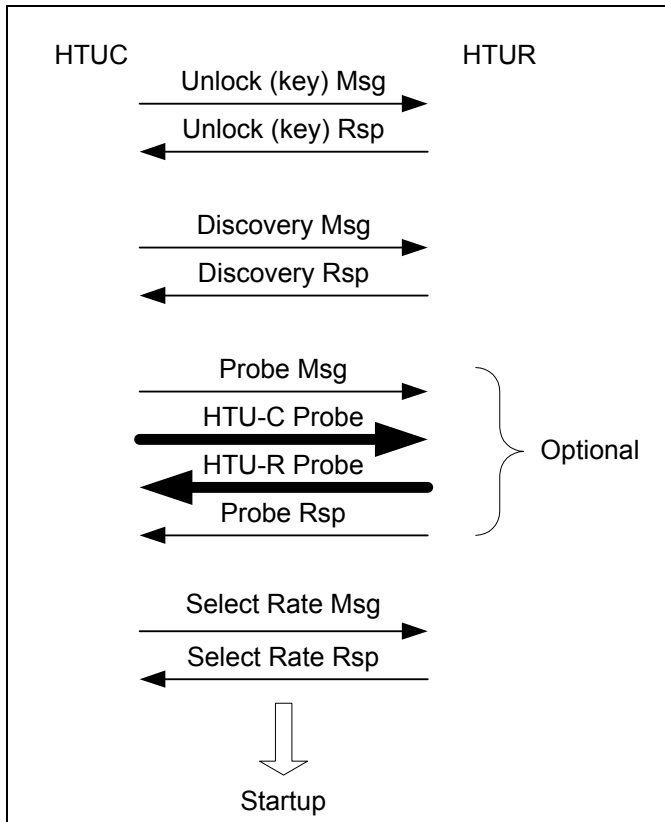 HTUC
HTUR
Unlock (key) Msg
Unlock (key) Rsp
Discovery Msg
Discovery Rsp
Probe Msg
HTU-C Probe
HTU-R Probe
Optional
Probe Rsp
Select Rate Msg
Select Rate Rsp
Startup